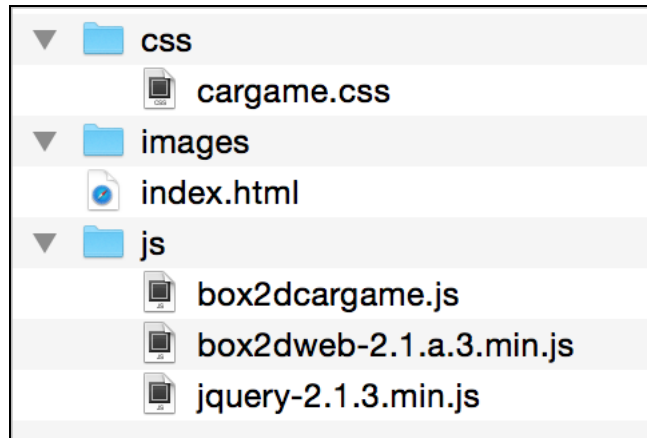 css
cargame.css
images
index.html
js
box2dcargame.js
box2dweb-2.1.a.3.min.js
jquery-2.1.3.min.js